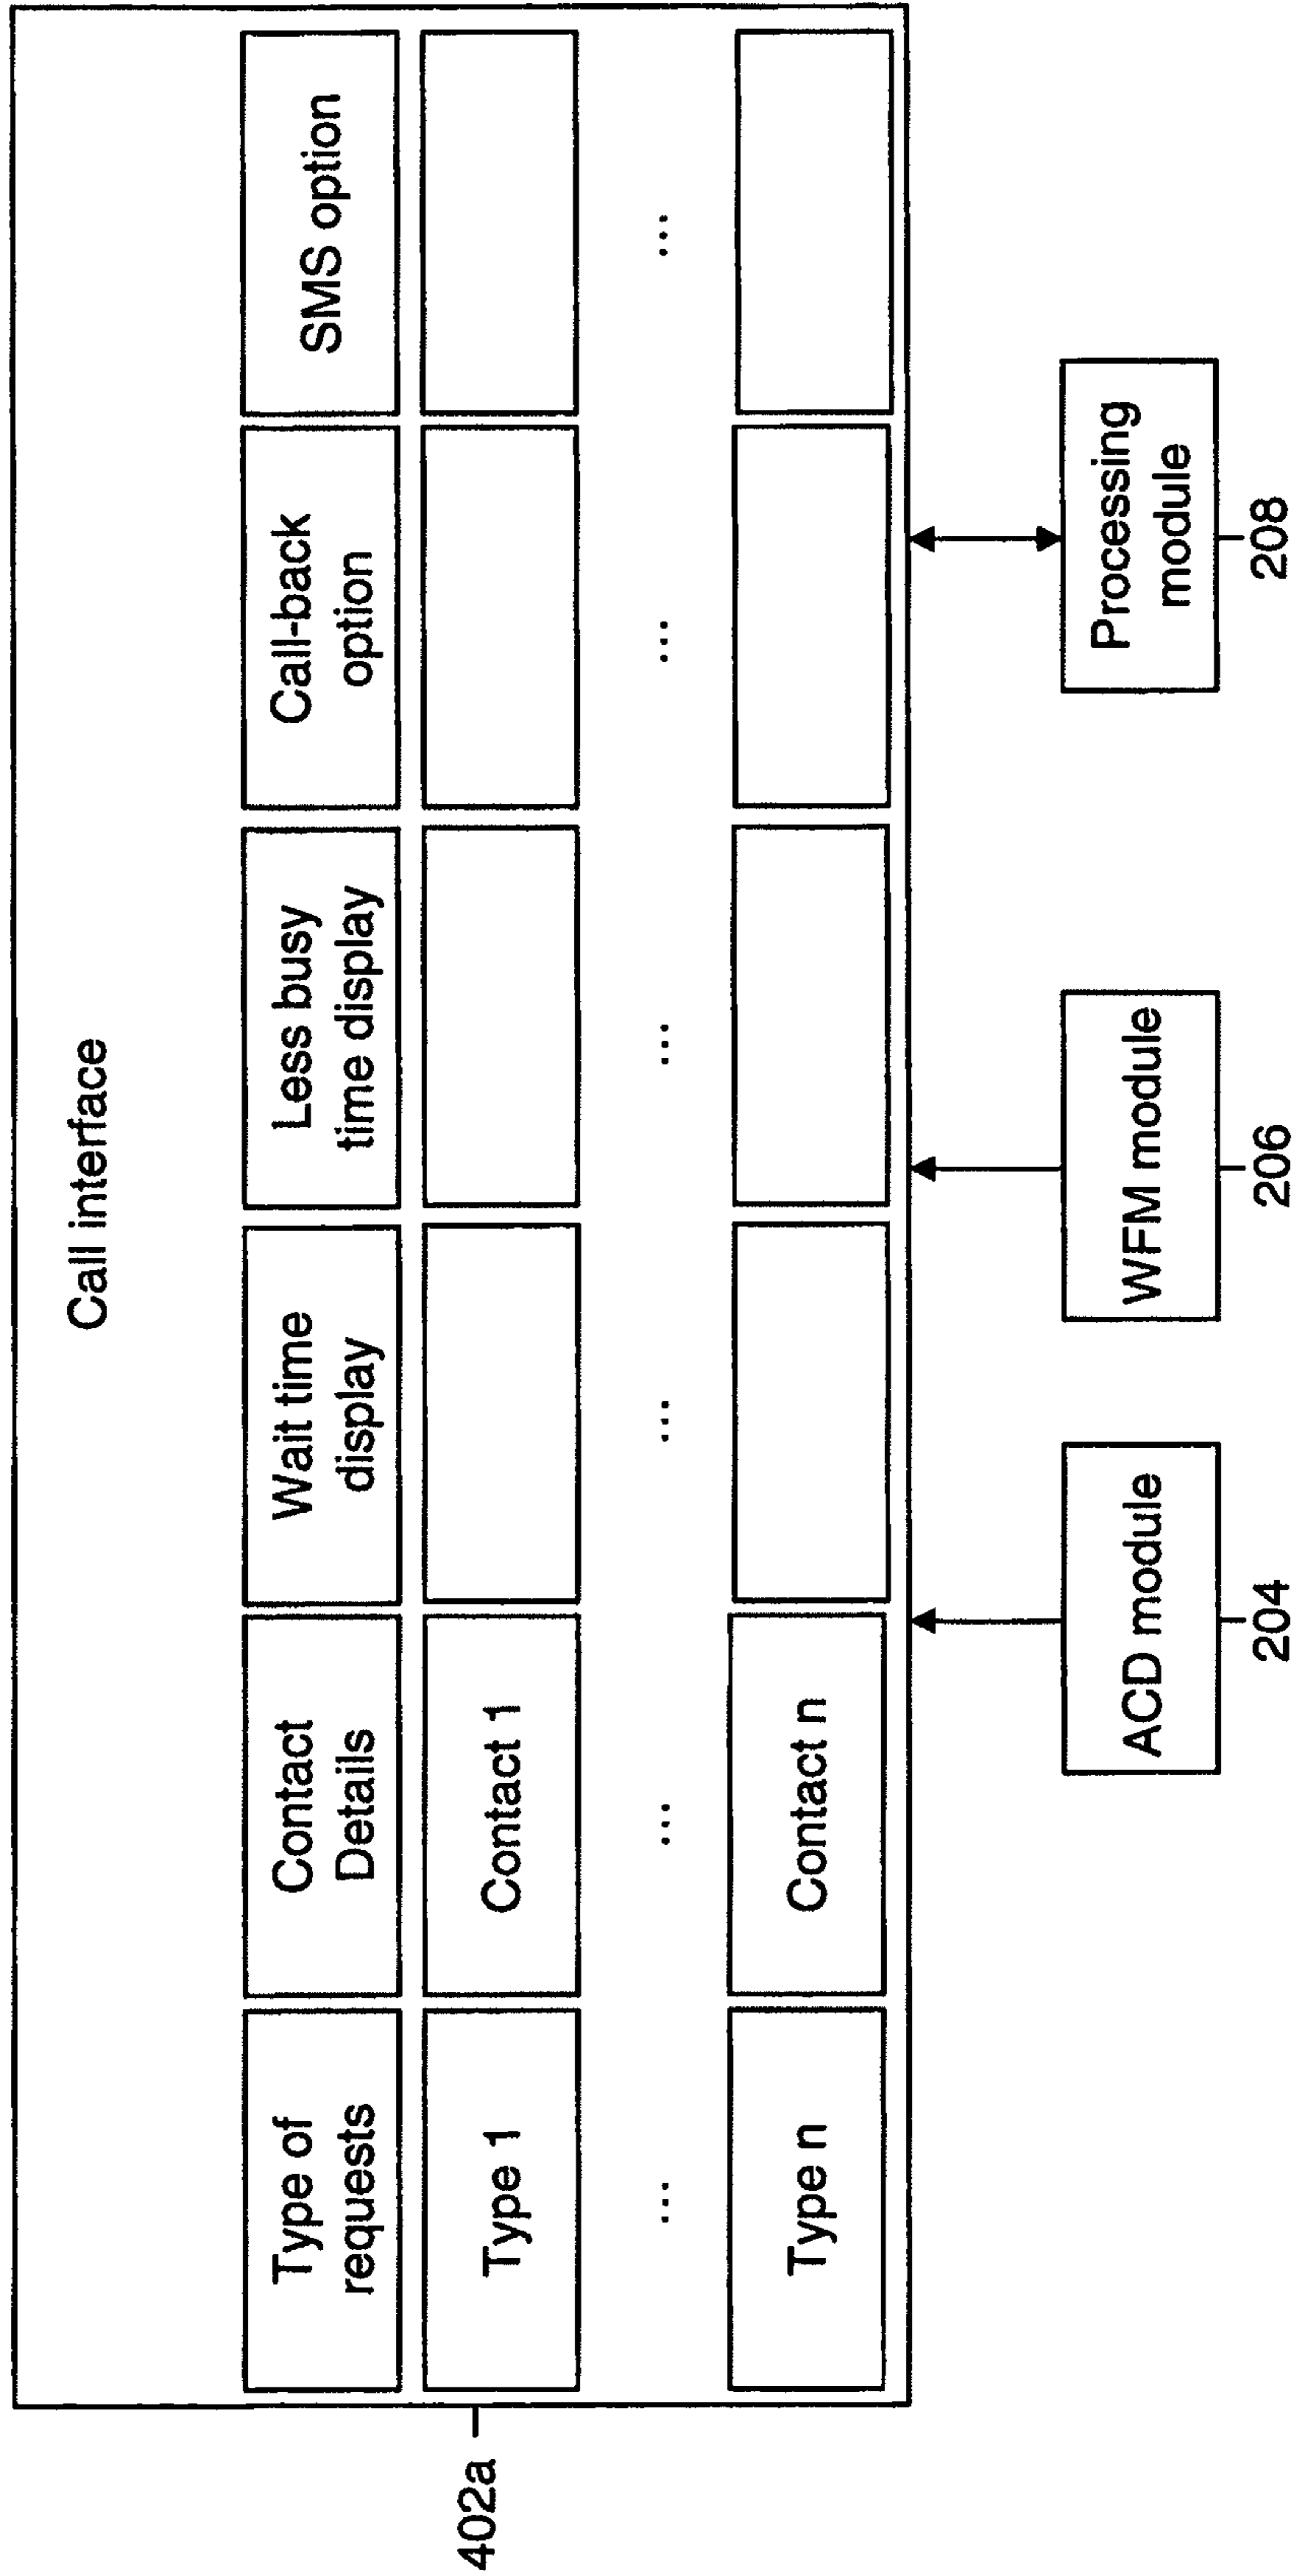 Call interface
Type of
requests
Contact
Details
Wait time
display
Less busy
time display
Call-back
option
SMS option
402a
Type 1
Contact 1
...
...
...
...
...
...
Type n
Contact n
ACD module
204
WFM module
206
Processing
module
208